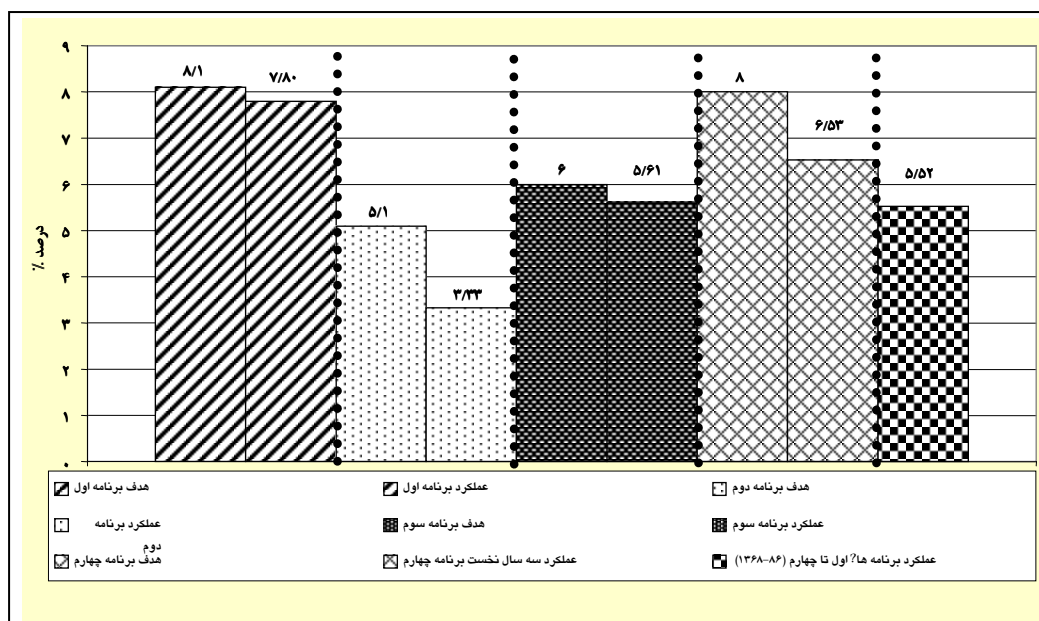 ۹
۸
۷
۶
۵
۴
۳
۲
۱
۰
درصد %
۸/۱
۷/۸۰
۵/۱
۳/۳۳
۶
۵/۶۱
۸
۶/۵۳
۵/۵۲
هدف برنامه اول
عملکرد برنامه اول
هدف برنامه دوم
عملکرد برنامه
دوم
هدف برنامه سوم
عملکرد برنامه سوم
هدف برنامه چهارم
عملکرد سه سال نخست برنامه چهارم
عملکرد برنامه ها? اول تا چهارم (۸۶-۱۳۶۸)